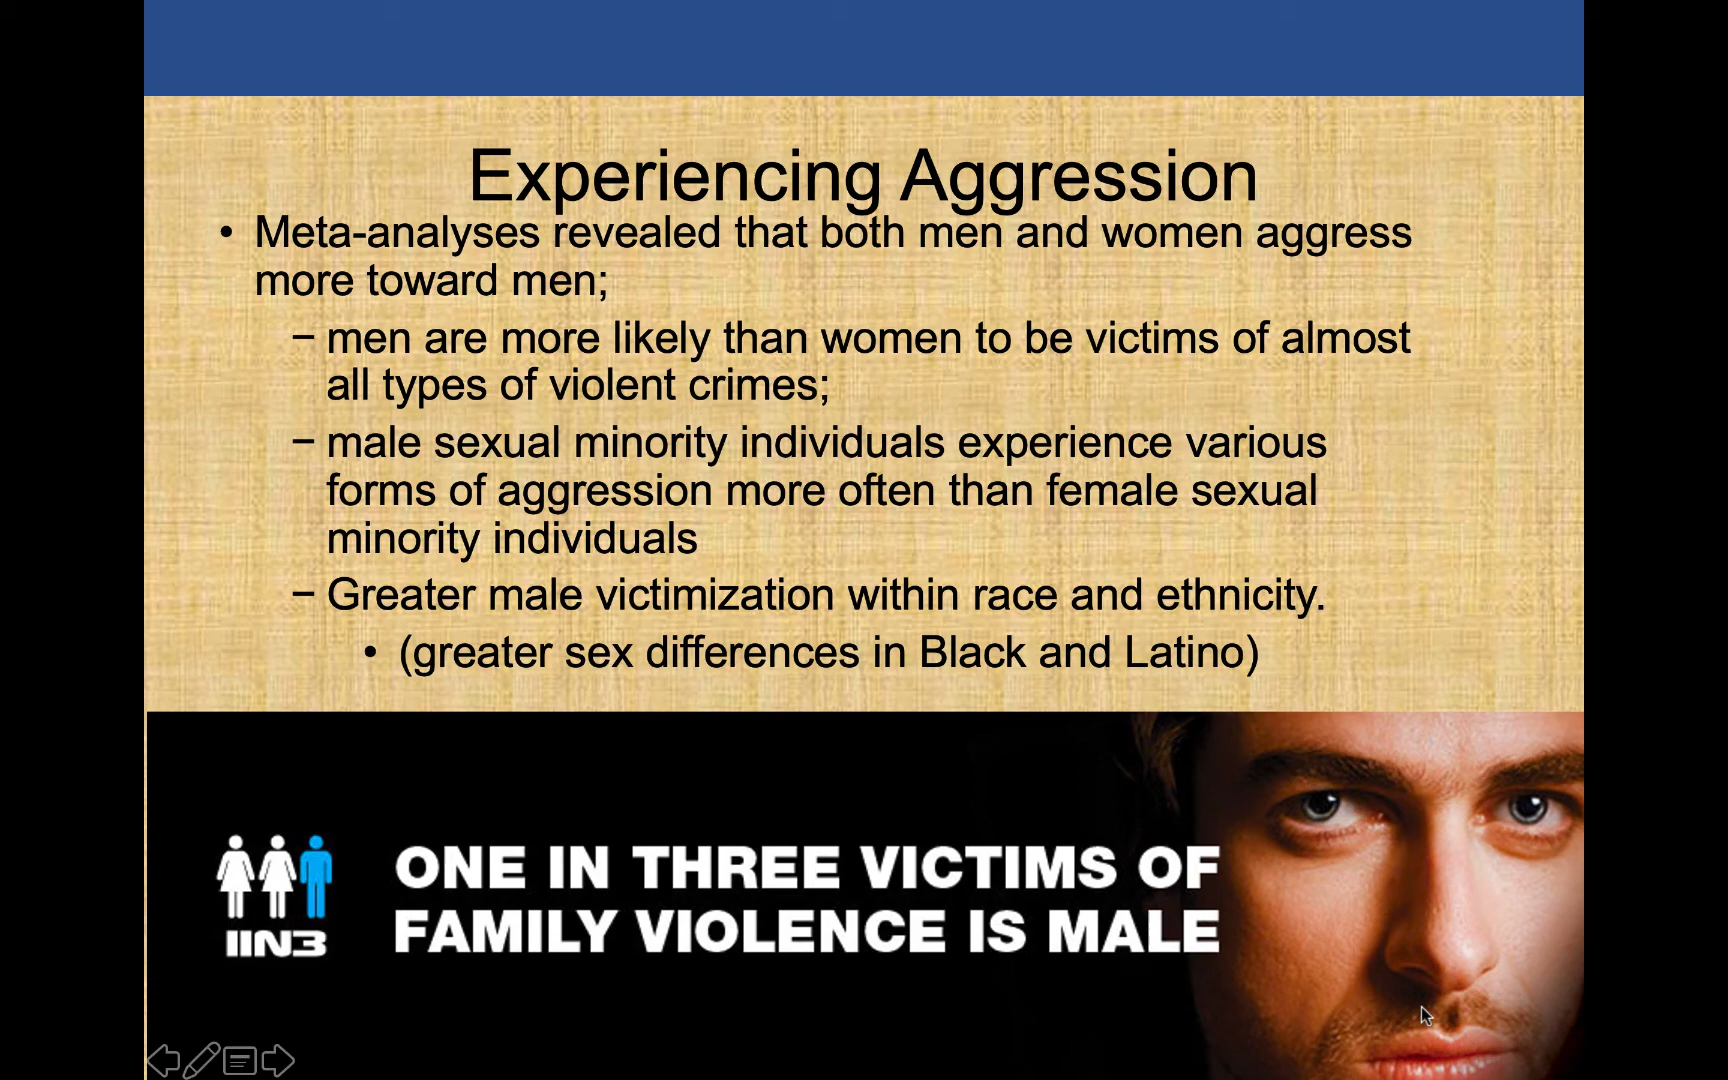 Experiencing Aggression
• Meta-analyses revealed that both men and women aggress
more toward men;
– men are more likely than women to be victims of almost
all types of violent crimes;
– male sexual minority individuals experience various
forms of aggression more often than female sexual
minority individuals
– Greater male victimization within race and ethnicity.
• (greater sex differences in Black and Latino)
ONE IN THREE VICTIMS OF
FAMILY VIOLENCE IS MALE
IIN3